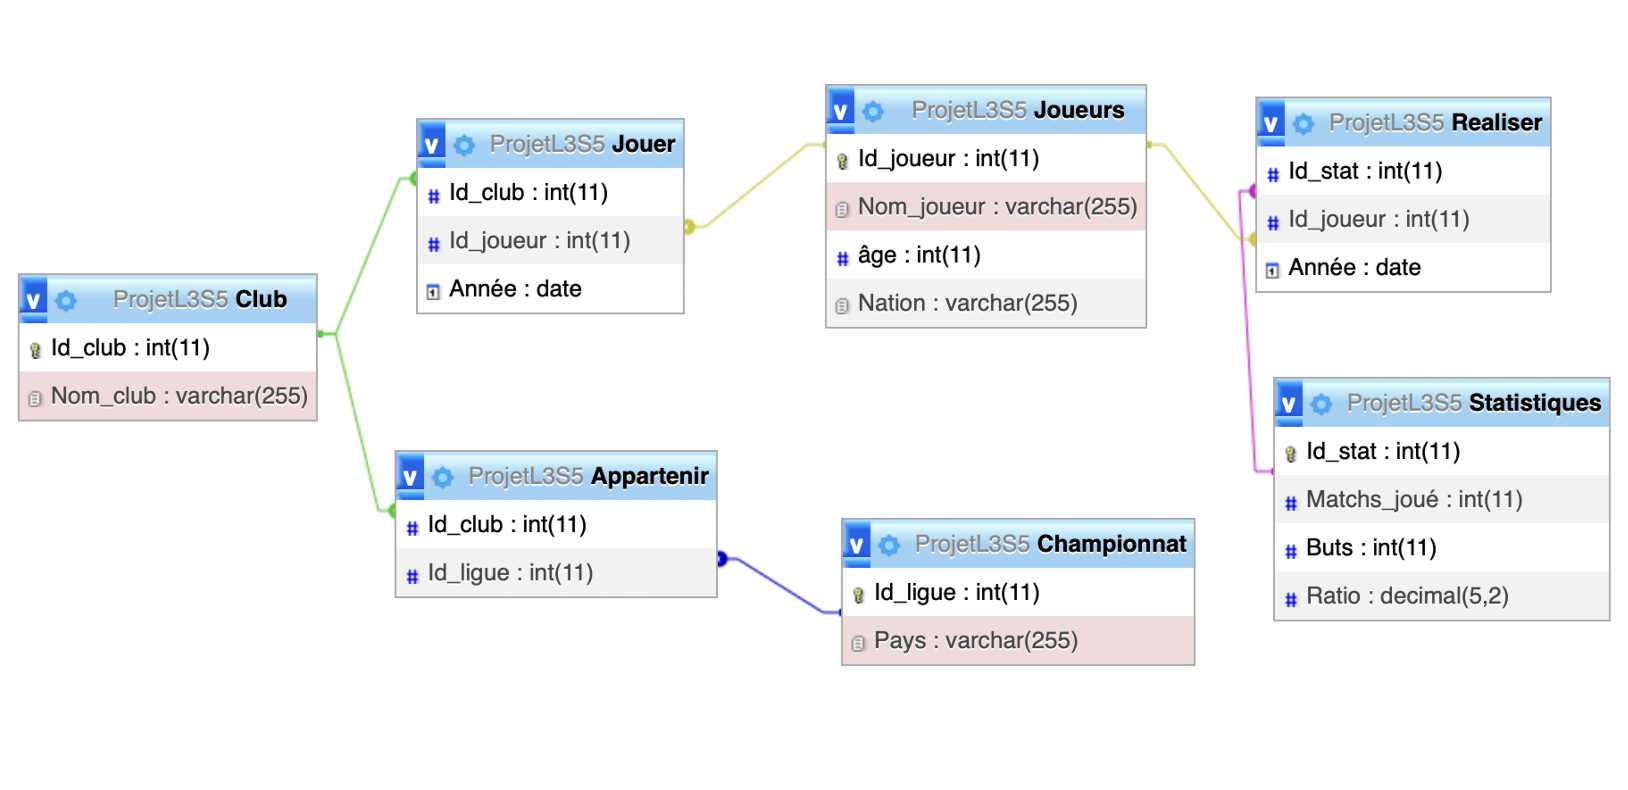 v ProjetL3S5 Club
Id_club : int(11)
Nom_club : varchar(255)
v ProjetL3S5 Jouer
Id_club : int(11)
Id_joueur : int(11)
Année : date
v ProjetL3S5 Appartenir
Id_club : int(11)
Id_ligue : int(11)
v ProjetL3S5 Joueurs
Id_joueur : int(11)
Nom_joueur : varchar(255)
âge : int(11)
Nation : varchar(255)
v ProjetL3S5 Championnat
Id_ligue : int(11)
Pays : varchar(255)
v ProjetL3S5 Realiser
Id_stat : int(11)
Id_joueur : int(11)
Année : date
v ProjetL3S5 Statistiques
Id_stat : int(11)
Matchs_joué : int(11)
Buts : int(11)
Ratio : decimal(5,2)